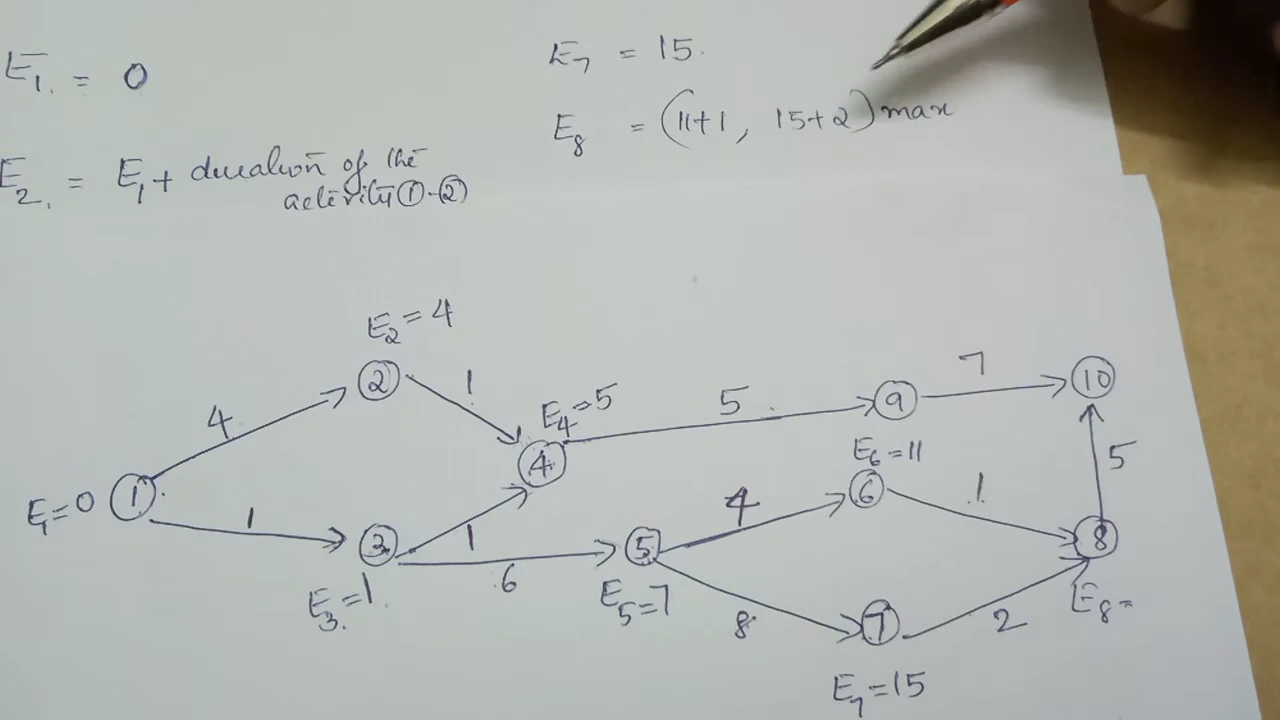 E1 = 0
E2 = E1 + duration of the
activity ①-②
E7 = 15.
E8 = (11+1, 15+2) max
E2 = 4
②
1
4
E4 = 5
④
5
⑨
7
⑩
E1 = 0
①
1
③
E3 = 1
1
6
⑤
E5 = 7
4
E6 = 11
⑥
1
5
⑧
E8 =
8
⑦
2
E7 = 15